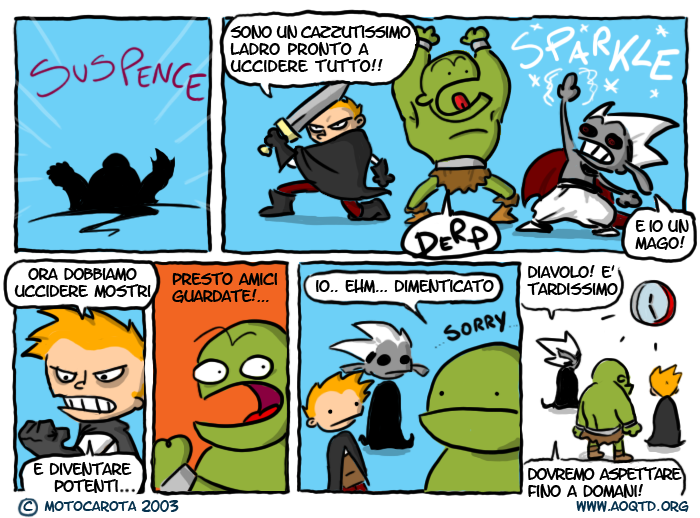 SUSPENCE
SONO UN CAZZUTISSIMO
LADRO PRONTO A
UCCIDERE TUTTO!!
DERP
SPARKLE
E IO UN
MAGO!
ORA DOBBIAMO
UCCIDERE MOSTRI
E DIVENTARE
POTENTI...
PRESTO AMICI
GUARDATE!...
IO.. EHM... DIMENTICATO
SORRY...
DIAVOLO! E'
TARDISSIMO
DOVREMO ASPETTARE
FINO A DOMANI!
© MOTOCAROTA 2003
WWW.AOQTD.ORG